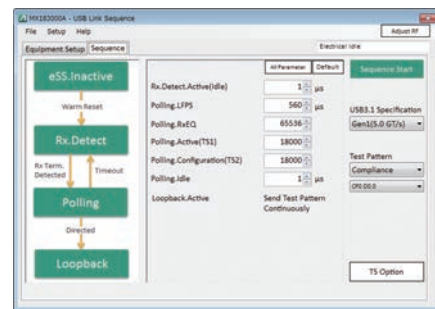 MX183000A - USB Link Sequence
File Setup Help
Adjust RF
Equipment Setup Sequence
Electrical Idle
All Parameter Default
Sequence Start
eSS.Inactive
Warm Reset
Rx.Detect
Rx Term. Detected
Timeout
Polling
Directed
Loopback
Rx.Detect.Active(Idle) 1 µs
Polling.LFPS 560 µs
Polling.RxEQ 65536
Polling.Active(TS1) 18000
Polling.Configuration(TS2) 18000
Polling.Idle 1 µs
Loopback.Active Send Test Pattern
Continuously
USB3.1 Specification
Gen1(5.0 GT/s)
Test Pattern
Compliance
CP0:D0.0
TS Option